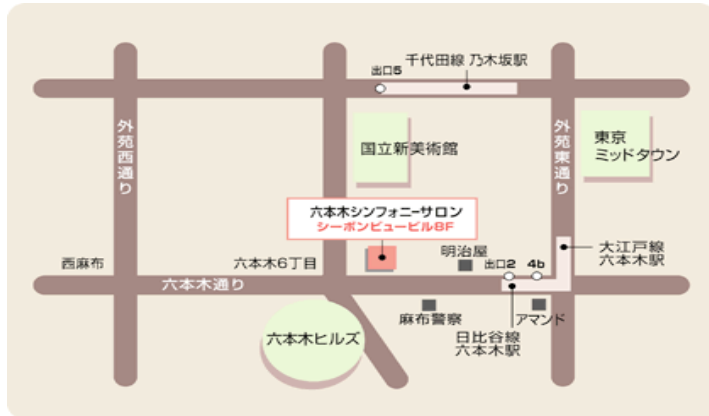 千代田線 乃木坂駅
出口5
外苑西通り
国立新美術館
外苑東通り
東京
ミッドタウン
六本木シンフォニーサロン
シーボンビュービル8F
西麻布
六本木6丁目
明治屋
出口2
4b
大江戸線
六本木駅
六本木通り
麻布警察
アマンド
日比谷線
六本木駅
六本木ヒルズ